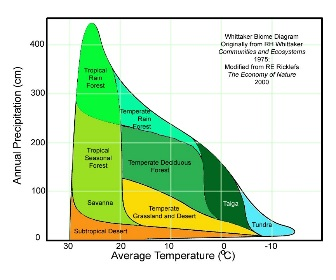 Whittaker Biome Diagram
Originally from RH Whittaker
Communities and Ecosystems
1975;
Modified from RE Ricklefs
The Economy of Nature
2000
Annual Precipitation (cm)
400
300
200
100
0
Tropical
Rain
Forest
Temperate
Rain
Forest
Tropical
Seasonal
Forest
Temperate Deciduous
Forest
Taiga
Savanna
Temperate
Grassland and Desert
Tundra
Subtropical Desert
30 20 10 0 -10
Average Temperature (°C)